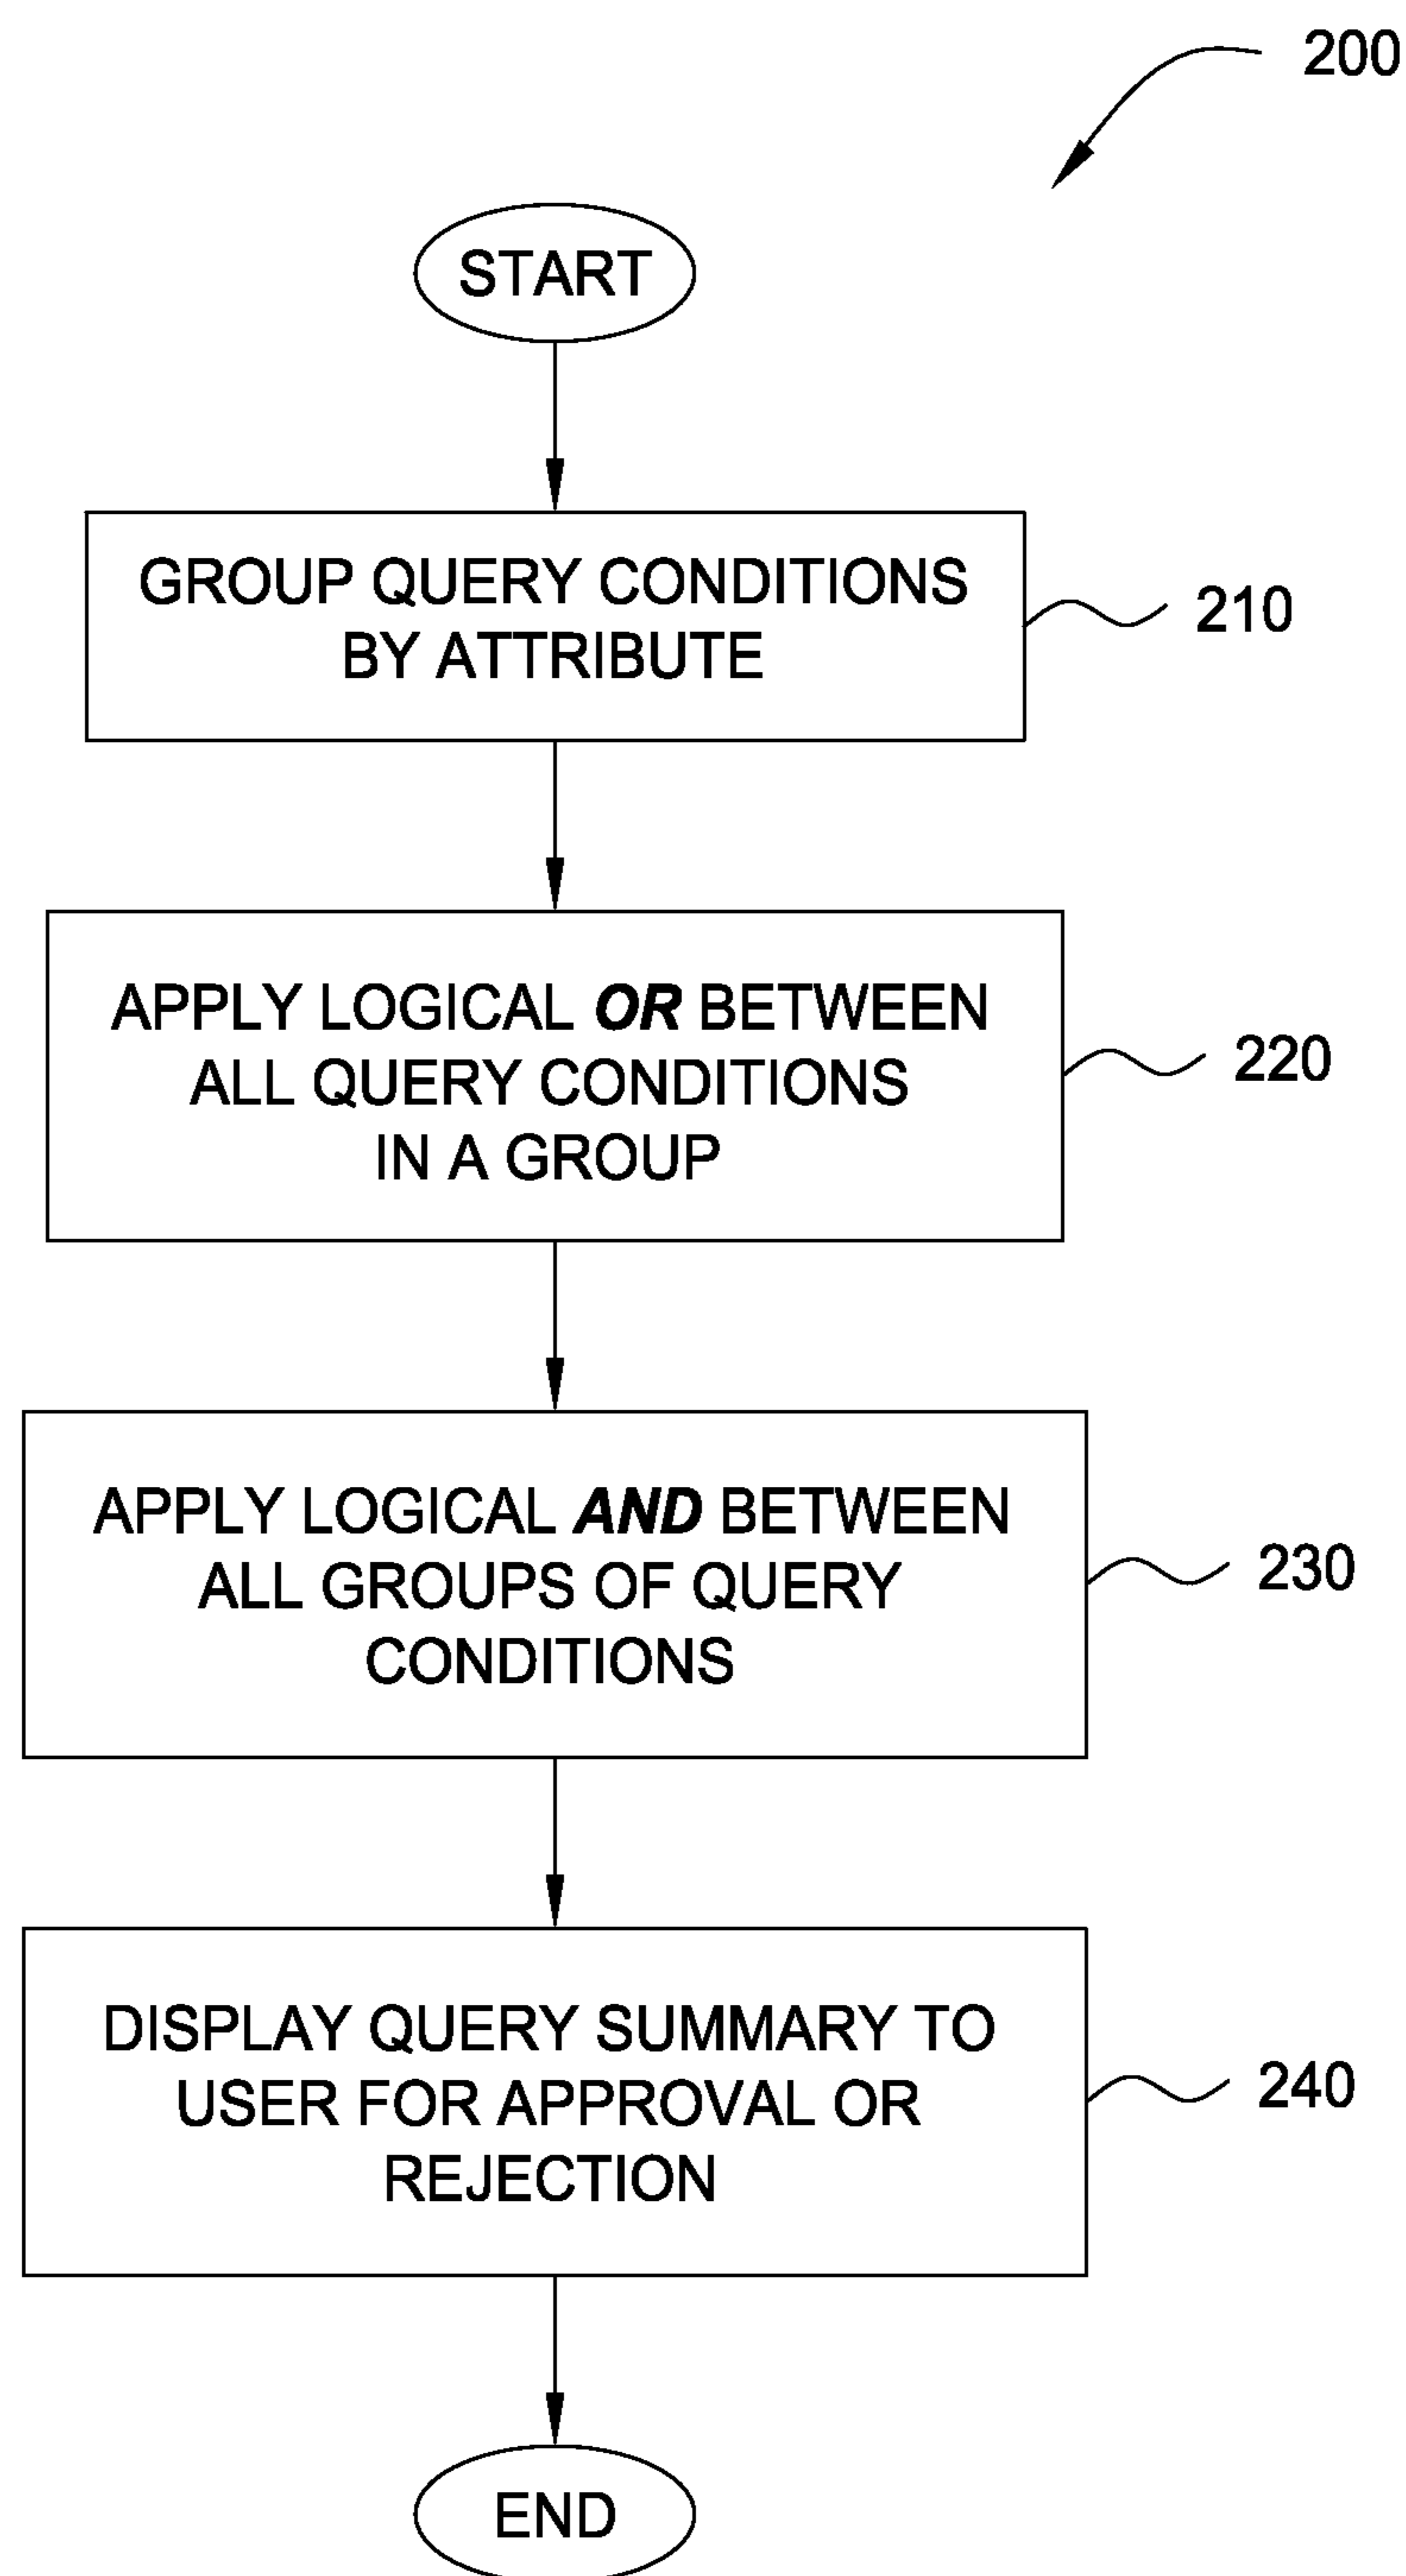 200
START
GROUP QUERY CONDITIONS
BY ATTRIBUTE
210
APPLY LOGICAL OR BETWEEN
ALL QUERY CONDITIONS
IN A GROUP
220
APPLY LOGICAL AND BETWEEN
ALL GROUPS OF QUERY
CONDITIONS
230
DISPLAY QUERY SUMMARY TO
USER FOR APPROVAL OR
REJECTION
240
END